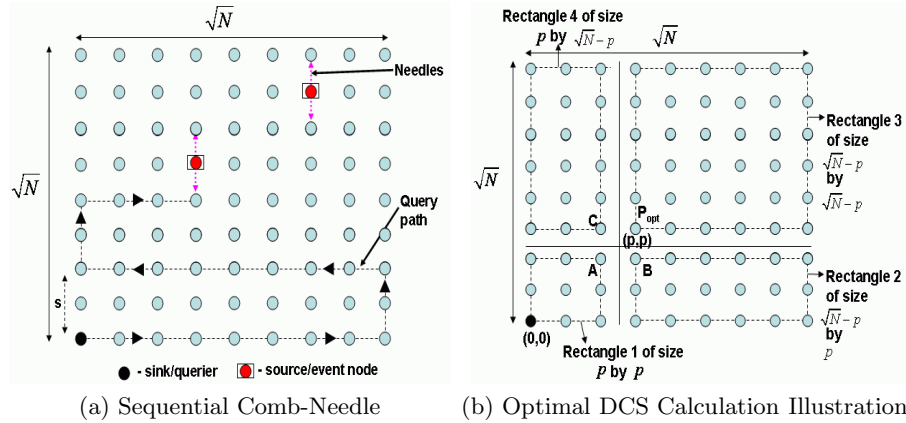 √N
Needles
√N
Query
path
s
- sink/querier
- source/event node
(a) Sequential Comb-Needle
Rectangle 4 of size
p by √N − p
√N
√N
Rectangle 3
of size
√N − p
by
√N − p
C
P opt
(p,p)
A
B
Rectangle 2
of size
√N − p
by
p
(0,0)
Rectangle 1 of size
p by p
(b) Optimal DCS Calculation Illustration